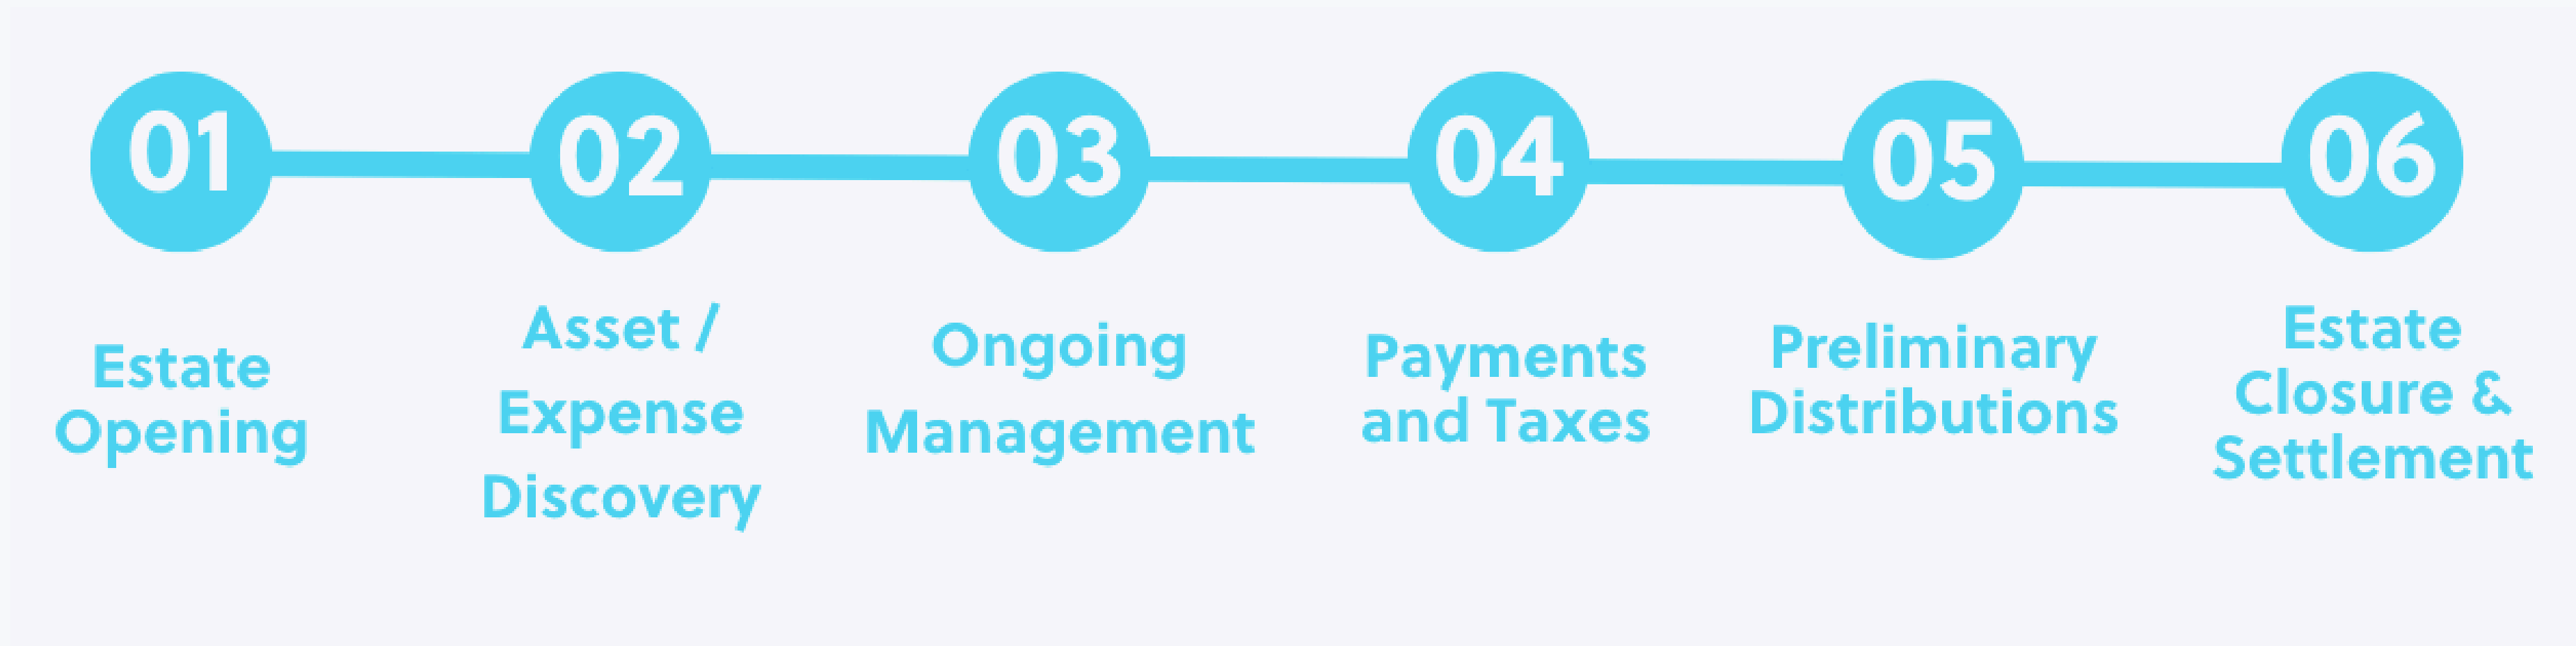 01
02
03
04
05
06
Estate
Opening
Asset /
Expense
Discovery
Ongoing
Management
Payments
and Taxes
Preliminary
Distributions
Estate
Closure &
Settlement